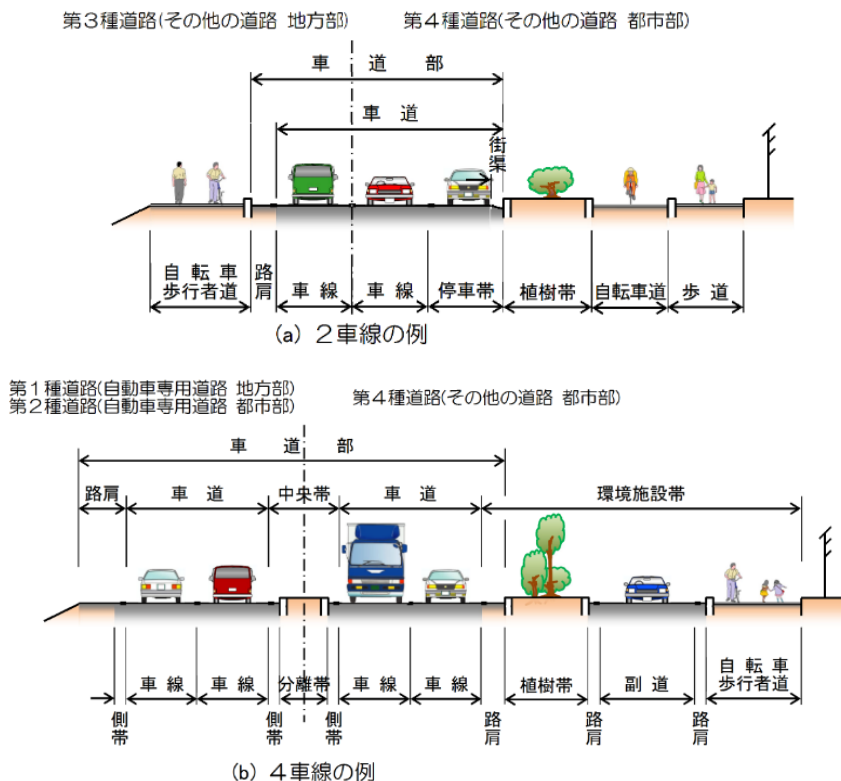 第3種道路(その他の道路 地方部)
第4種道路(その他の道路 都市部)
車道部
車道
街渠
自転車
歩行者道
路肩
車線
車線
停車帯
植樹帯
自転車道
歩道
(a) 2車線の例
第1種道路(自動車専用道路 地方部)
第2種道路(自動車専用道路 都市部)
第4種道路(その他の道路 都市部)
車道部
路肩
車道
中央帯
車道
環境施設帯
側帯
車線
車線
側帯
分離帯
側帯
車線
車線
路肩
植樹帯
路肩
副道
路肩
自転車
歩行者道
(b) 4車線の例